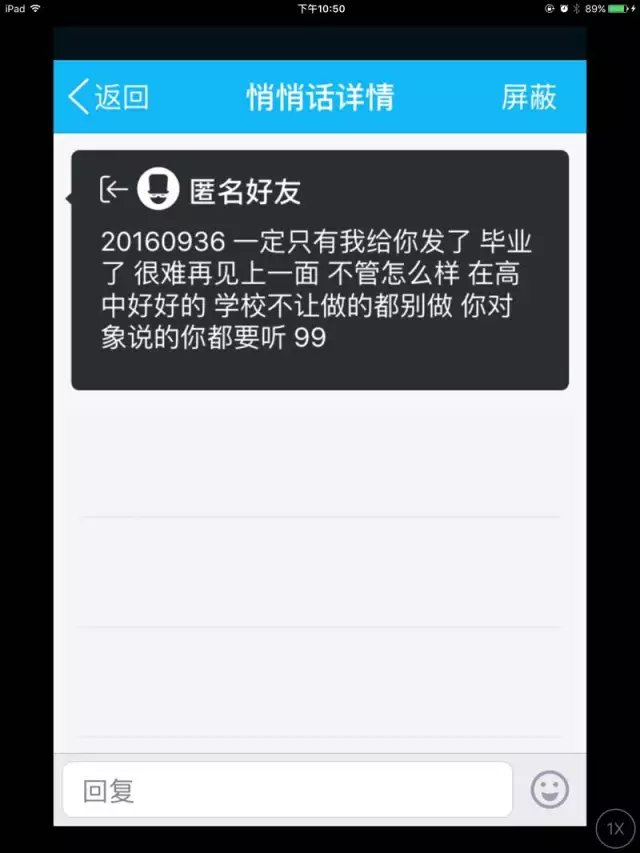 iPad 下午10:50 89%
返回 悄悄话详情 屏蔽
匿名好友
20160936 一定只有我给你发了 毕业
了 很难再见上一面 不管怎么样 在高
中好好的 学校不让做的都别做 你对
象说的你都要听 99
回复
1X